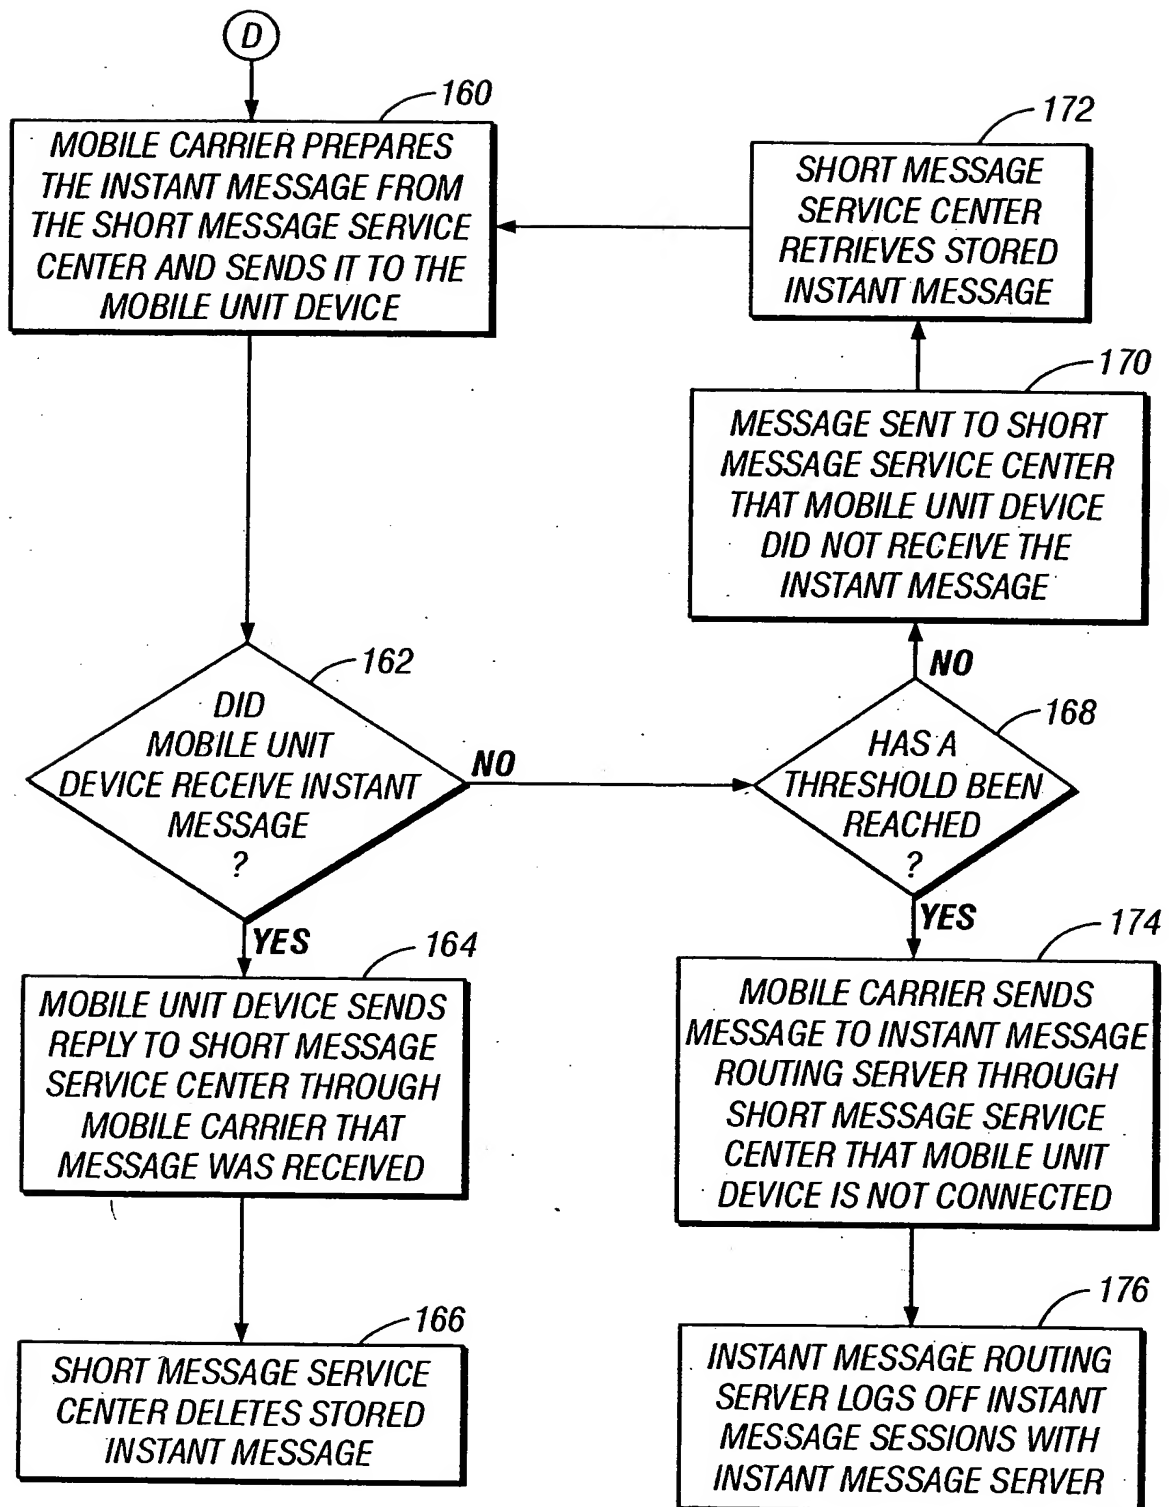 D
160
MOBILE CARRIER PREPARES
THE INSTANT MESSAGE FROM
THE SHORT MESSAGE SERVICE
CENTER AND SENDS IT TO THE
MOBILE UNIT DEVICE
172
SHORT MESSAGE
SERVICE CENTER
RETRIEVES STORED
INSTANT MESSAGE
170
MESSAGE SENT TO SHORT
MESSAGE SERVICE CENTER
THAT MOBILE UNIT DEVICE
DID NOT RECEIVE THE
INSTANT MESSAGE
162
DID
MOBILE UNIT
DEVICE RECEIVE INSTANT
MESSAGE
?
NO
NO
168
HAS A
THRESHOLD BEEN
REACHED
?
YES
164
MOBILE UNIT DEVICE SENDS
REPLY TO SHORT MESSAGE
SERVICE CENTER THROUGH
MOBILE CARRIER THAT
MESSAGE WAS RECEIVED
YES
174
MOBILE CARRIER SENDS
MESSAGE TO INSTANT MESSAGE
ROUTING SERVER THROUGH
SHORT MESSAGE SERVICE
CENTER THAT MOBILE UNIT
DEVICE IS NOT CONNECTED
166
SHORT MESSAGE SERVICE
CENTER DELETES STORED
INSTANT MESSAGE
176
INSTANT MESSAGE ROUTING
SERVER LOGS OFF INSTANT
MESSAGE SESSIONS WITH
INSTANT MESSAGE SERVER